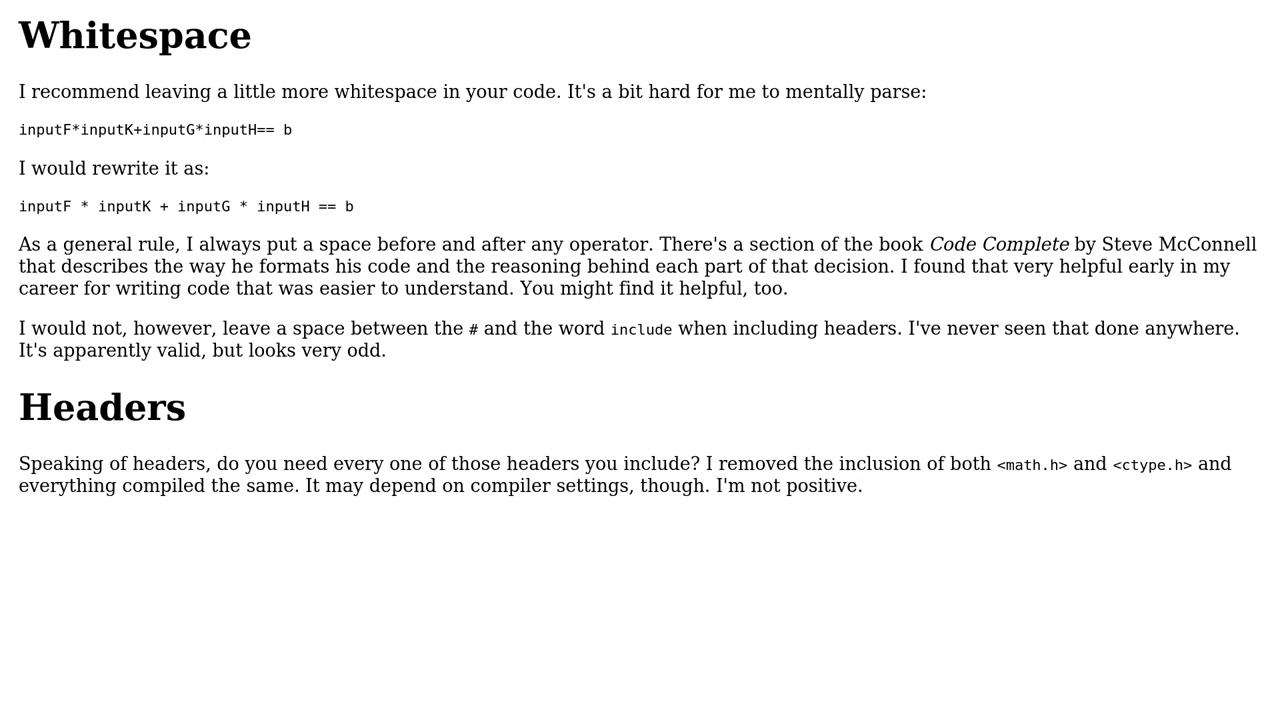 Whitespace
I recommend leaving a little more whitespace in your code. It's a bit hard for me to mentally parse:
inputF*inputK+inputG*inputH== b
I would rewrite it as:
inputF * inputK + inputG * inputH == b
As a general rule, I always put a space before and after any operator. There's a section of the book Code Complete by Steve McConnell
that describes the way he formats his code and the reasoning behind each part of that decision. I found that very helpful early in my
career for writing code that was easier to understand. You might find it helpful, too.
I would not, however, leave a space between the # and the word include when including headers. I've never seen that done anywhere.
It's apparently valid, but looks very odd.
Headers
Speaking of headers, do you need every one of those headers you include? I removed the inclusion of both <math.h> and <ctype.h> and
everything compiled the same. It may depend on compiler settings, though. I'm not positive.